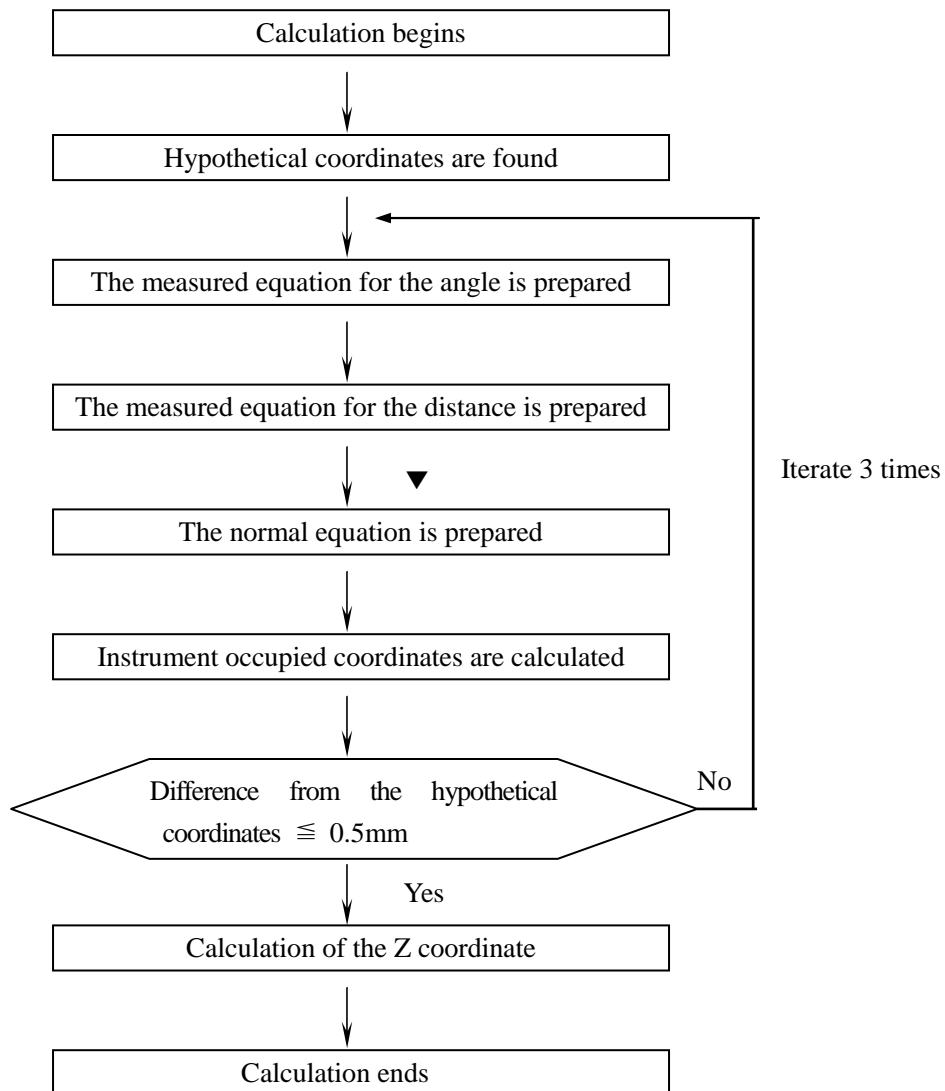 Calculation begins
Hypothetical coordinates are found
The measured equation for the angle is prepared
The measured equation for the distance is prepared
Iterate 3 times
The normal equation is prepared
Instrument occupied coordinates are calculated
No
Difference from the hypothetical
coordinates ≦ 0.5mm
Yes
Calculation of the Z coordinate
Calculation ends